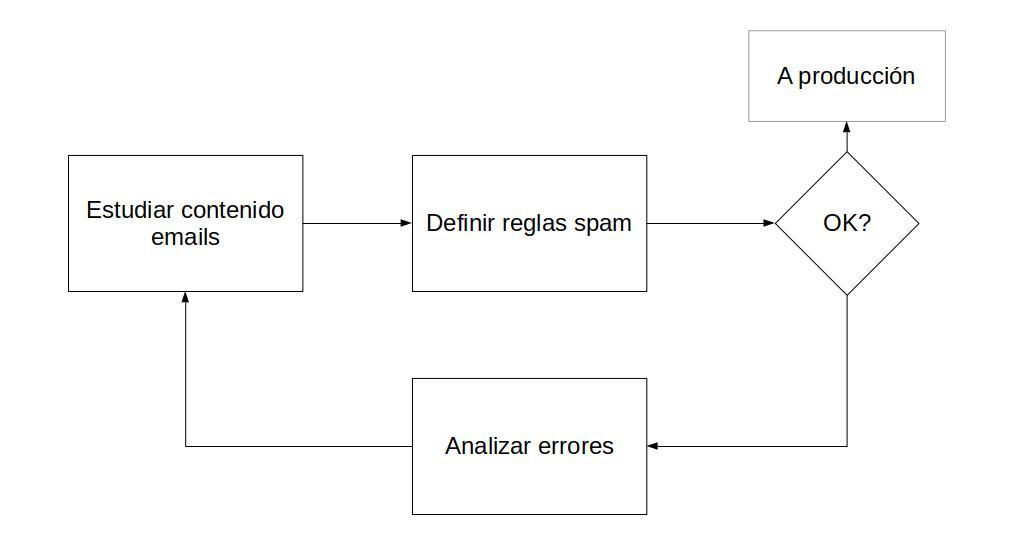 A producción
Estudiar contenido
emails
Definir reglas spam
OK?
Analizar errores